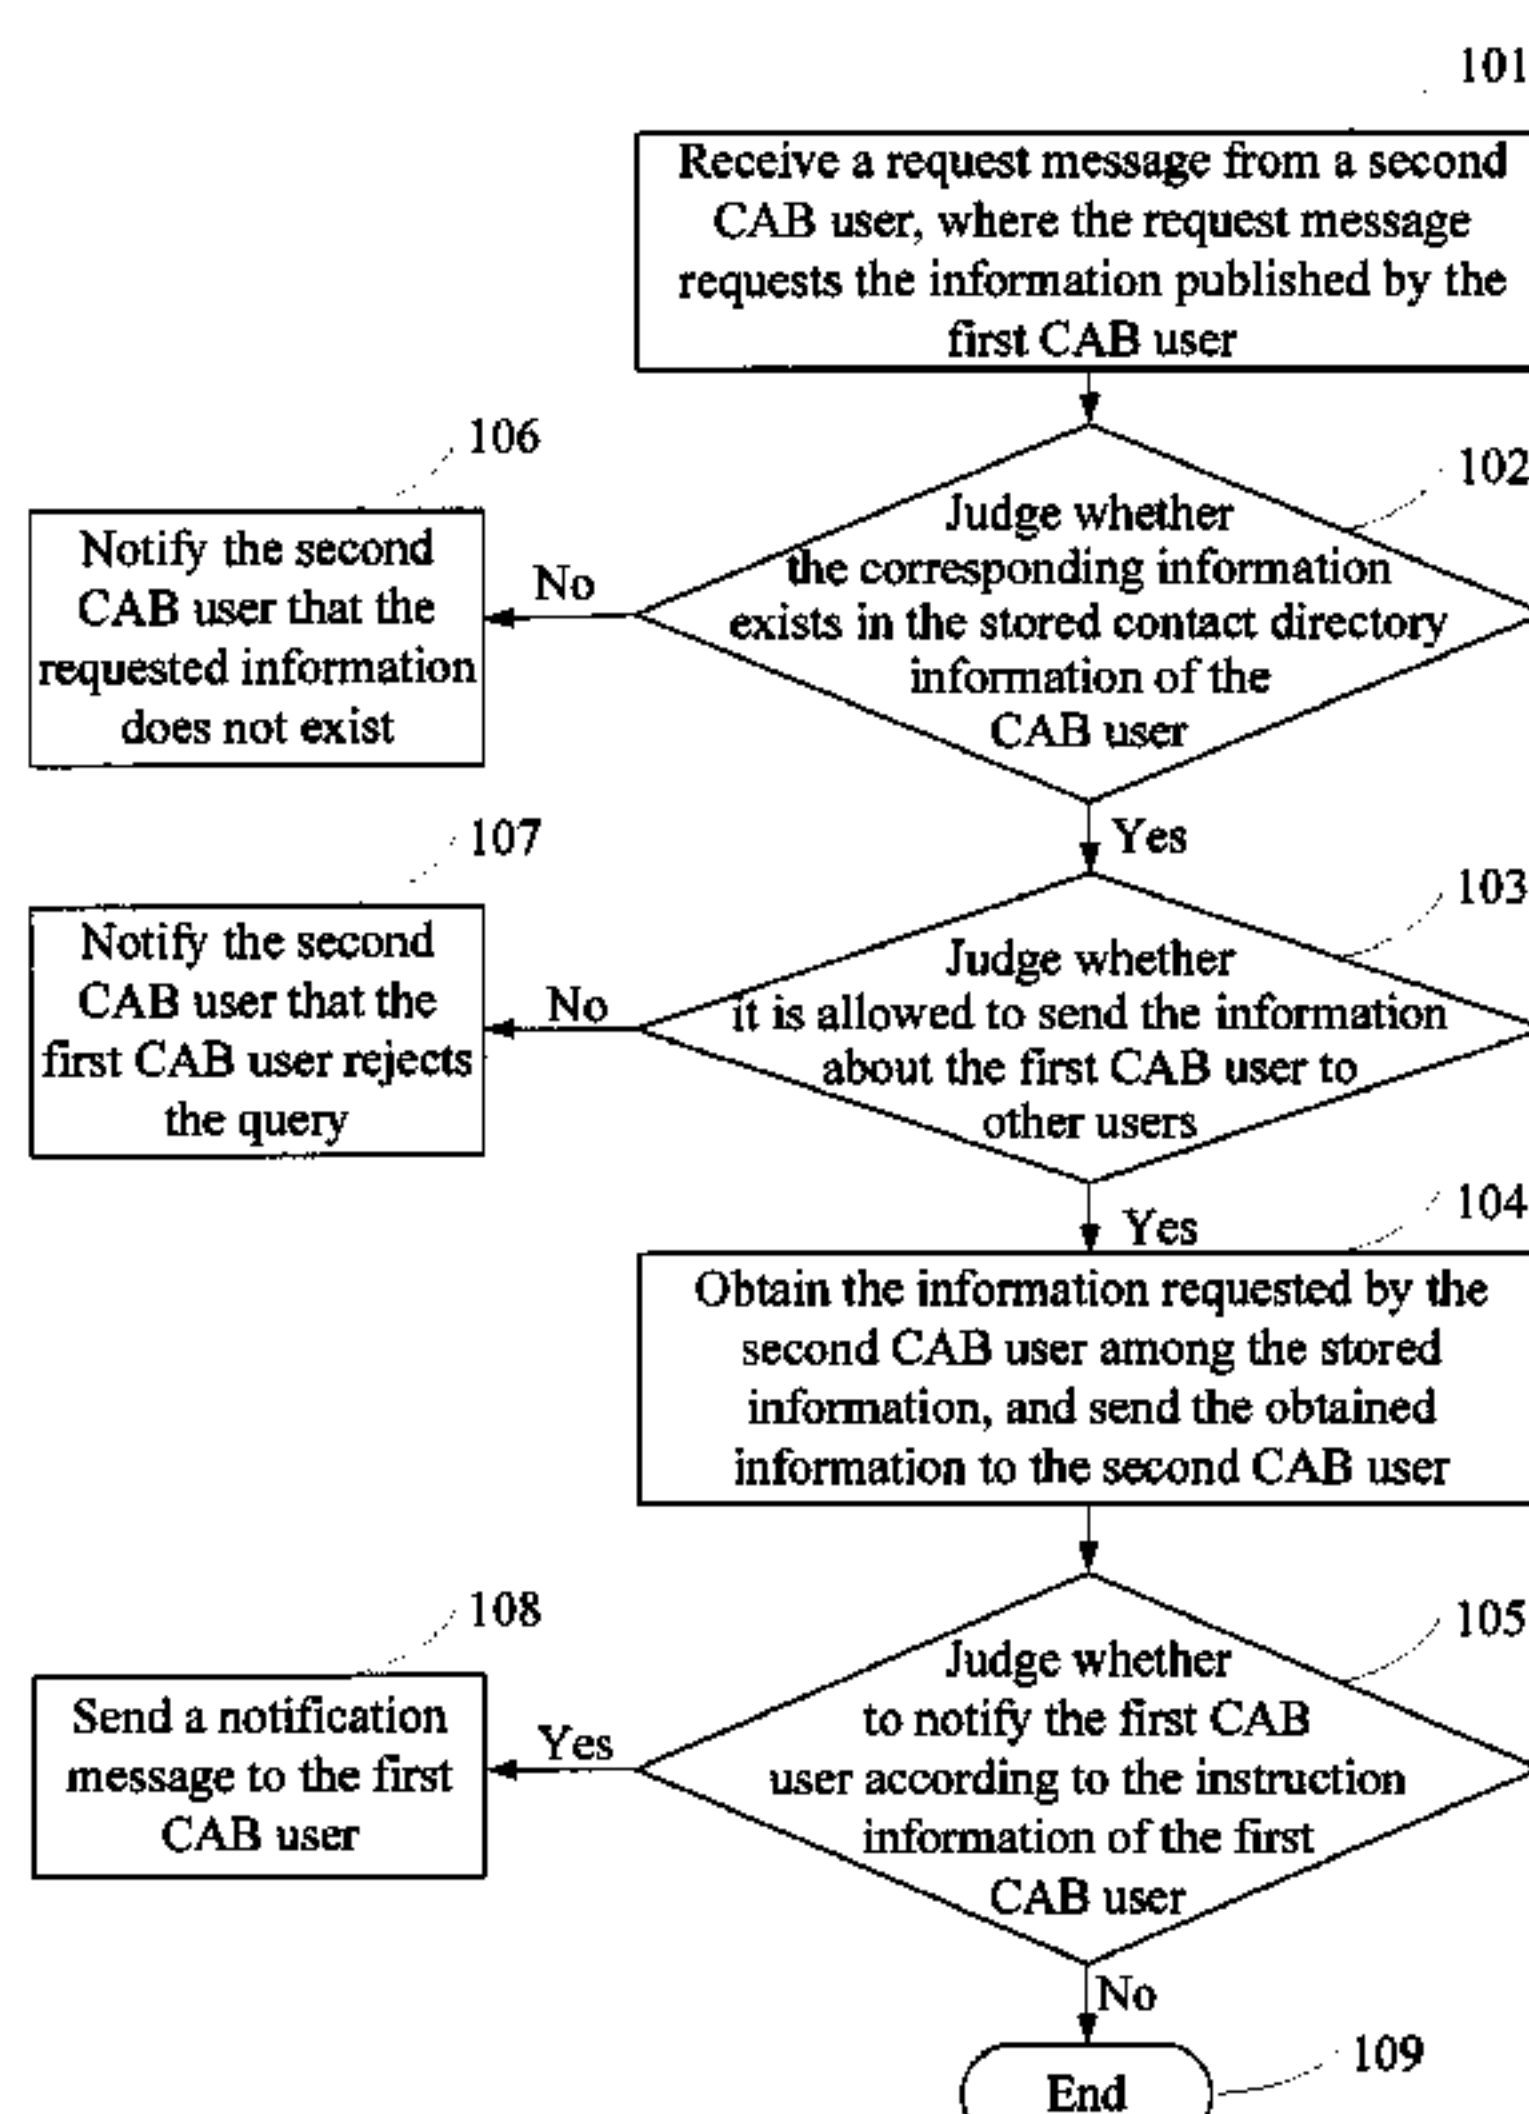 101
Receive a request message from a second
CAB user, where the request message
requests the information published by the
first CAB user
106
102
Notify the second
CAB user that the
requested information
does not exist
No
Judge whether
the corresponding information
exists in the stored contact directory
information of the
CAB user
Yes
107
103
Notify the second
CAB user that the
first CAB user rejects
the query
No
Judge whether
it is allowed to send the information
about the first CAB user to
other users
Yes
104
Obtain the information requested by the
second CAB user among the stored
information, and send the obtained
information to the second CAB user
108
105
Send a notification
message to the first
CAB user
Yes
Judge whether
to notify the first CAB
user according to the instruction
information of the first
CAB user
No
109
End